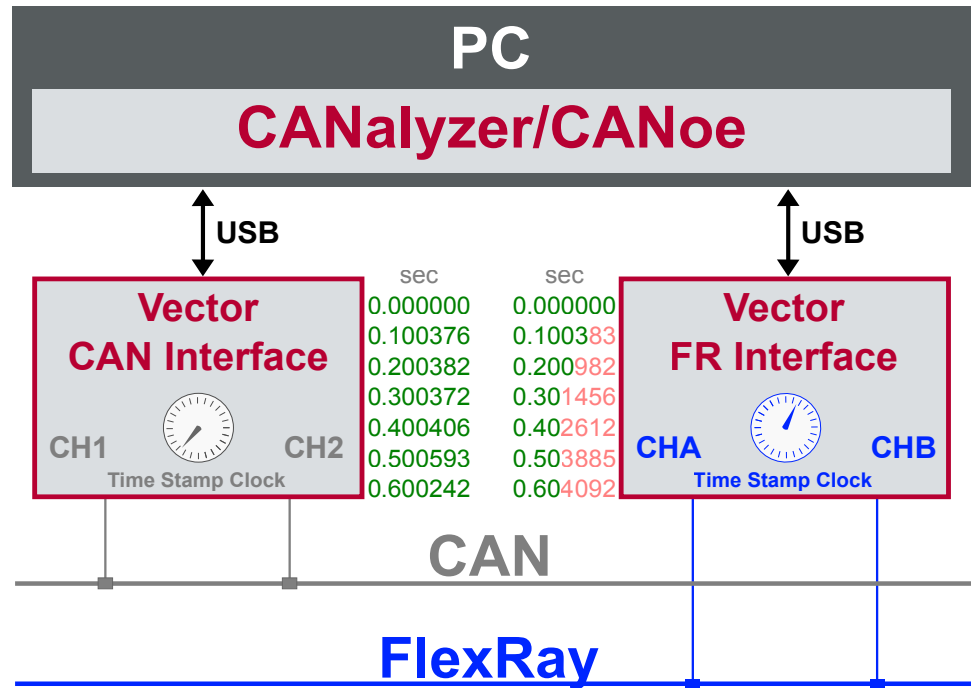 PC
CANalyzer/CANoe
USB
USB
sec
sec
Vector
CAN Interface
CH1
CH2
Time Stamp Clock
0.000000
0.100376
0.200382
0.300372
0.400406
0.500593
0.600242
0.000000
0.100383
0.200982
0.301456
0.402612
0.503885
0.604092
Vector
FR Interface
CHA
CHB
Time Stamp Clock
CAN
FlexRay